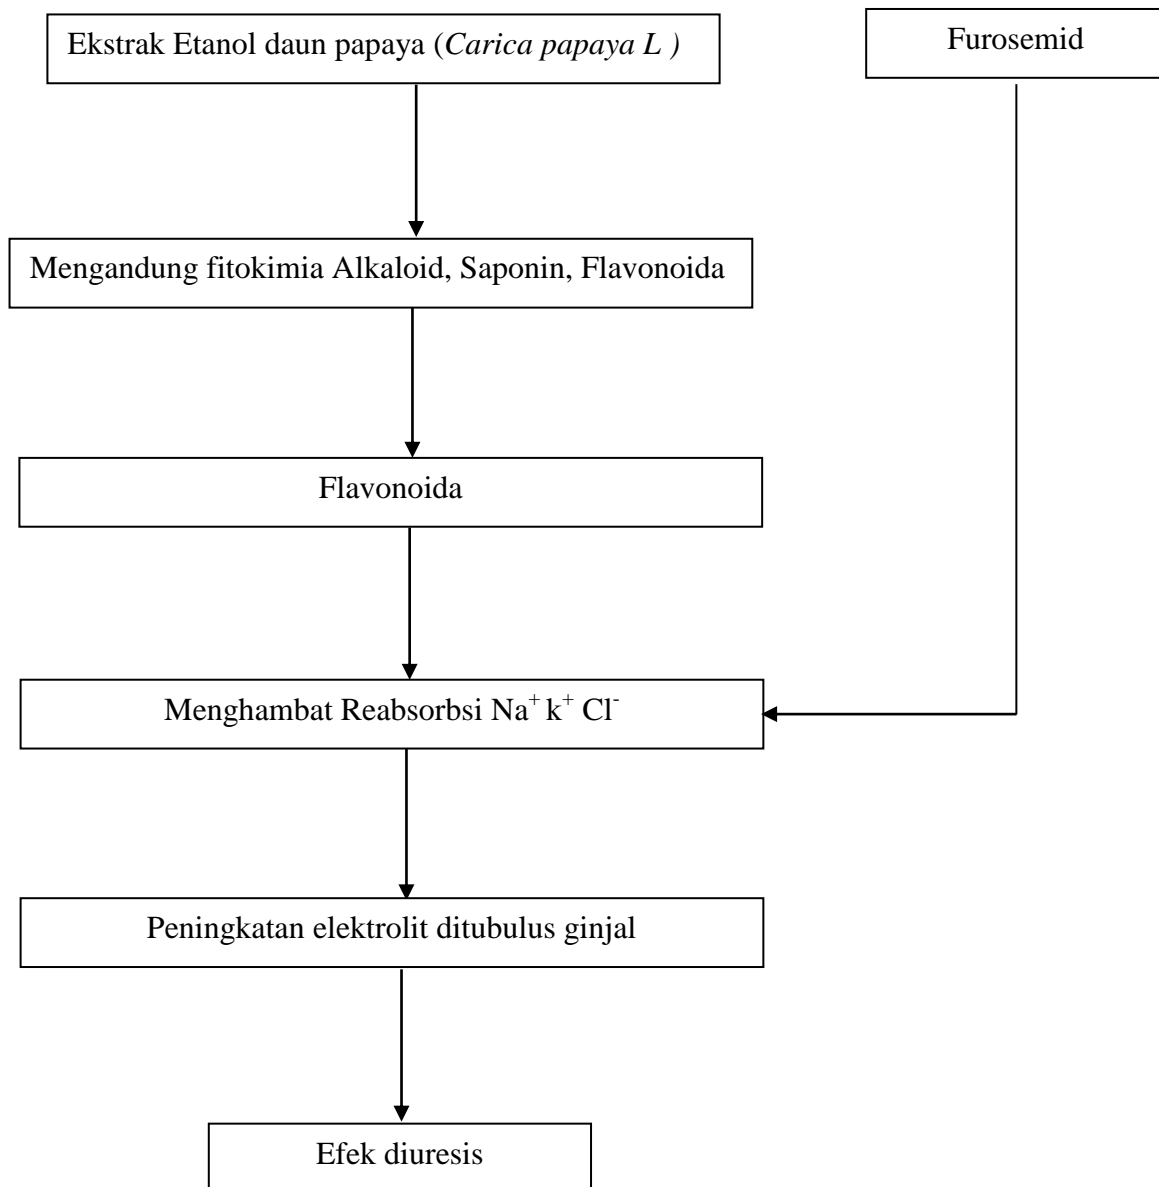 Ekstrak Etanol daun papaya (Carica papaya L )
Furosemid
Mengandung fitokimia Alkaloid, Saponin, Flavonoida
Flavonoida
Menghambat Reabsorbsi Na⁺ k⁺ Cl⁻
Peningkatan elektrolit ditubulus ginjal
Efek diuresis